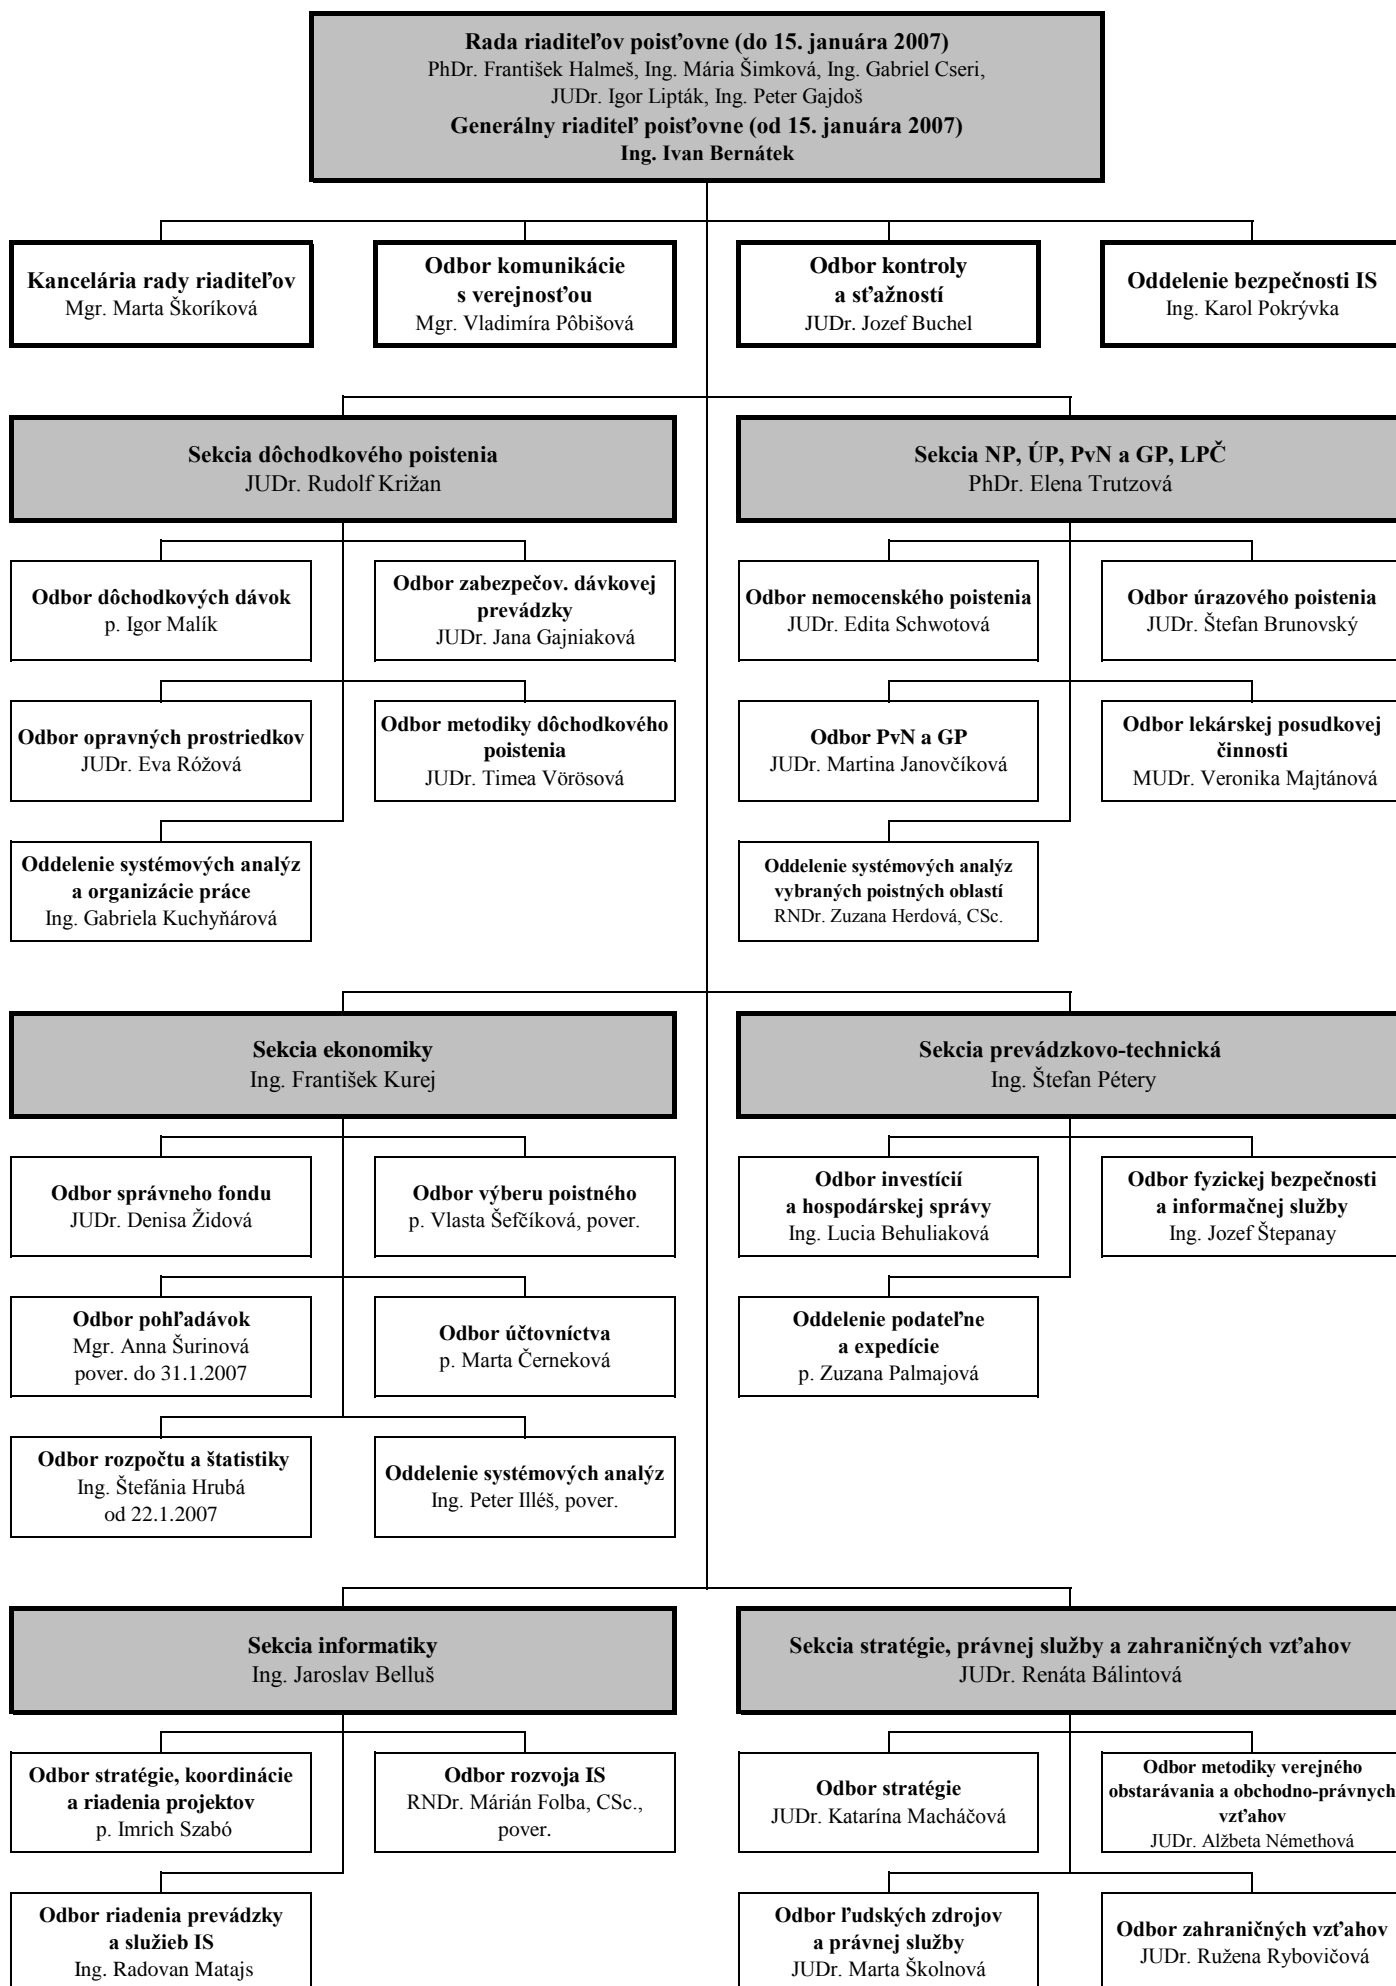 Rada riaditeľov poisťovne (do 15. januára 2007)
PhDr. František Halmeš, Ing. Mária Šimková, Ing. Gabriel Cseri,
JUDr. Igor Lipták, Ing. Peter Gajdoš
Generálny riaditeľ poisťovne (od 15. januára 2007)
Ing. Ivan Bernátek
Kancelária rady riaditeľov
Mgr. Marta Škoríková
Odbor komunikácie
s verejnosťou
Mgr. Vladimíra Pôbišová
Odbor kontroly
a sťažností
JUDr. Jozef Buchel
Oddelenie bezpečnosti IS
Ing. Karol Pokrývka
Sekcia dôchodkového poistenia
JUDr. Rudolf Križan
Sekcia NP, ÚP, PvN a GP, LPČ
PhDr. Elena Trutzová
Odbor dôchodkových dávok
p. Igor Malík
Odbor zabezpečov. dávkovej
prevádzky
JUDr. Jana Gajniaková
Odbor nemocenského poistenia
JUDr. Edita Schwotová
Odbor úrazového poistenia
JUDr. Štefan Brunovský
Odbor opravných prostriedkov
JUDr. Eva Róžová
Odbor metodiky dôchodkového
poistenia
JUDr. Timea Vörösová
Odbor PvN a GP
JUDr. Martina Janovčíková
Odbor lekárskej posudkovej
činnosti
MUDr. Veronika Majtánová
Oddelenie systémových analýz
a organizácie práce
Ing. Gabriela Kuchyňárová
Oddelenie systémových analýz
vybraných poistných oblastí
RNDr. Zuzana Herdová, CSc.
Sekcia ekonomiky
Ing. František Kurej
Sekcia prevádzkovo-technická
Ing. Štefan Pétery
Odbor správneho fondu
JUDr. Denisa Židová
Odbor výberu poistného
p. Vlasta Šefčíková, pover.
Odbor investícií
a hospodárskej správy
Ing. Lucia Behuliaková
Odbor fyzickej bezpečnosti
a informačnej služby
Ing. Jozef Štepanay
Odbor pohľadávok
Mgr. Anna Šurinová
pover. do 31.1.2007
Odbor účtovníctva
p. Marta Černeková
Oddelenie podateľne
a expedície
p. Zuzana Palmajová
Odbor rozpočtu a štatistiky
Ing. Štefánia Hrubá
od 22.1.2007
Oddelenie systémových analýz
Ing. Peter Illéš, pover.
Sekcia informatiky
Ing. Jaroslav Belluš
Sekcia stratégie, právnej služby a zahraničných vzťahov
JUDr. Renáta Bálintová
Odbor stratégie, koordinácie
a riadenia projektov
p. Imrich Szabó
Odbor rozvoja IS
RNDr. Márián Folba, CSc.,
pover.
Odbor stratégie
JUDr. Katarína Macháčová
Odbor metodiky verejného
obstarávania a obchodno-právnych
vzťahov
JUDr. Alžbeta Némethová
Odbor riadenia prevádzky
a služieb IS
Ing. Radovan Matajs
Odbor ľudských zdrojov
a právnej služby
JUDr. Marta Školnová
Odbor zahraničných vzťahov
JUDr. Ružena Rybovičová